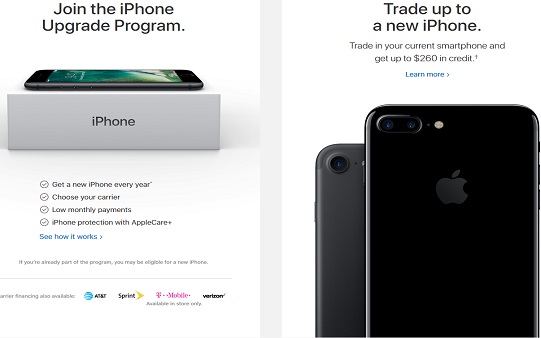 Join the iPhone
Upgrade Program.
iPhone
Get a new iPhone every year*
Choose your carrier
Low monthly payments
iPhone protection with AppleCare+
See how it works ›
If you're already part of the program, you may be eligible for a new iPhone.
arrier financing also available: AT&T Sprint T··Mobile· verizon✓
Available in store only.
Trade up to
a new iPhone.
Trade in your current smartphone and
get up to $260 in credit.†
Learn more ›